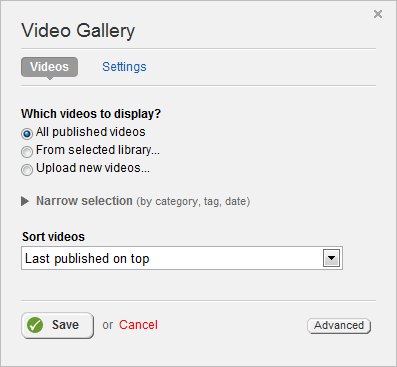 Video Gallery
Videos Settings
Which videos to display?
All published videos
From selected library...
Upload new videos...
Narrow selection (by category, tag, date)
Sort videos
Last published on top
Save or Cancel Advanced